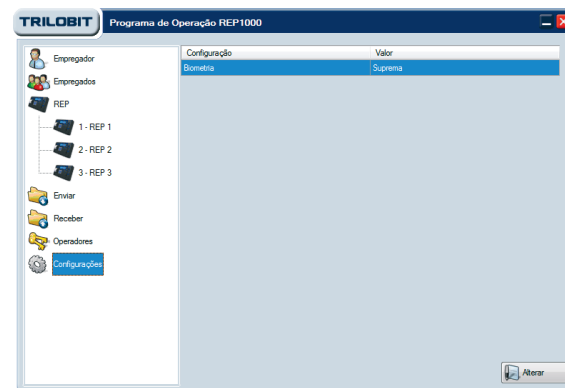 TRILOBIT
Programa de Operação REP1000
Configuração Valor
Biometria Suprema
Empregador
Empregados
REP
1 - REP 1
2 - REP 2
3 - REP 3
Enviar
Receber
Operadores
Configurações
Alterar